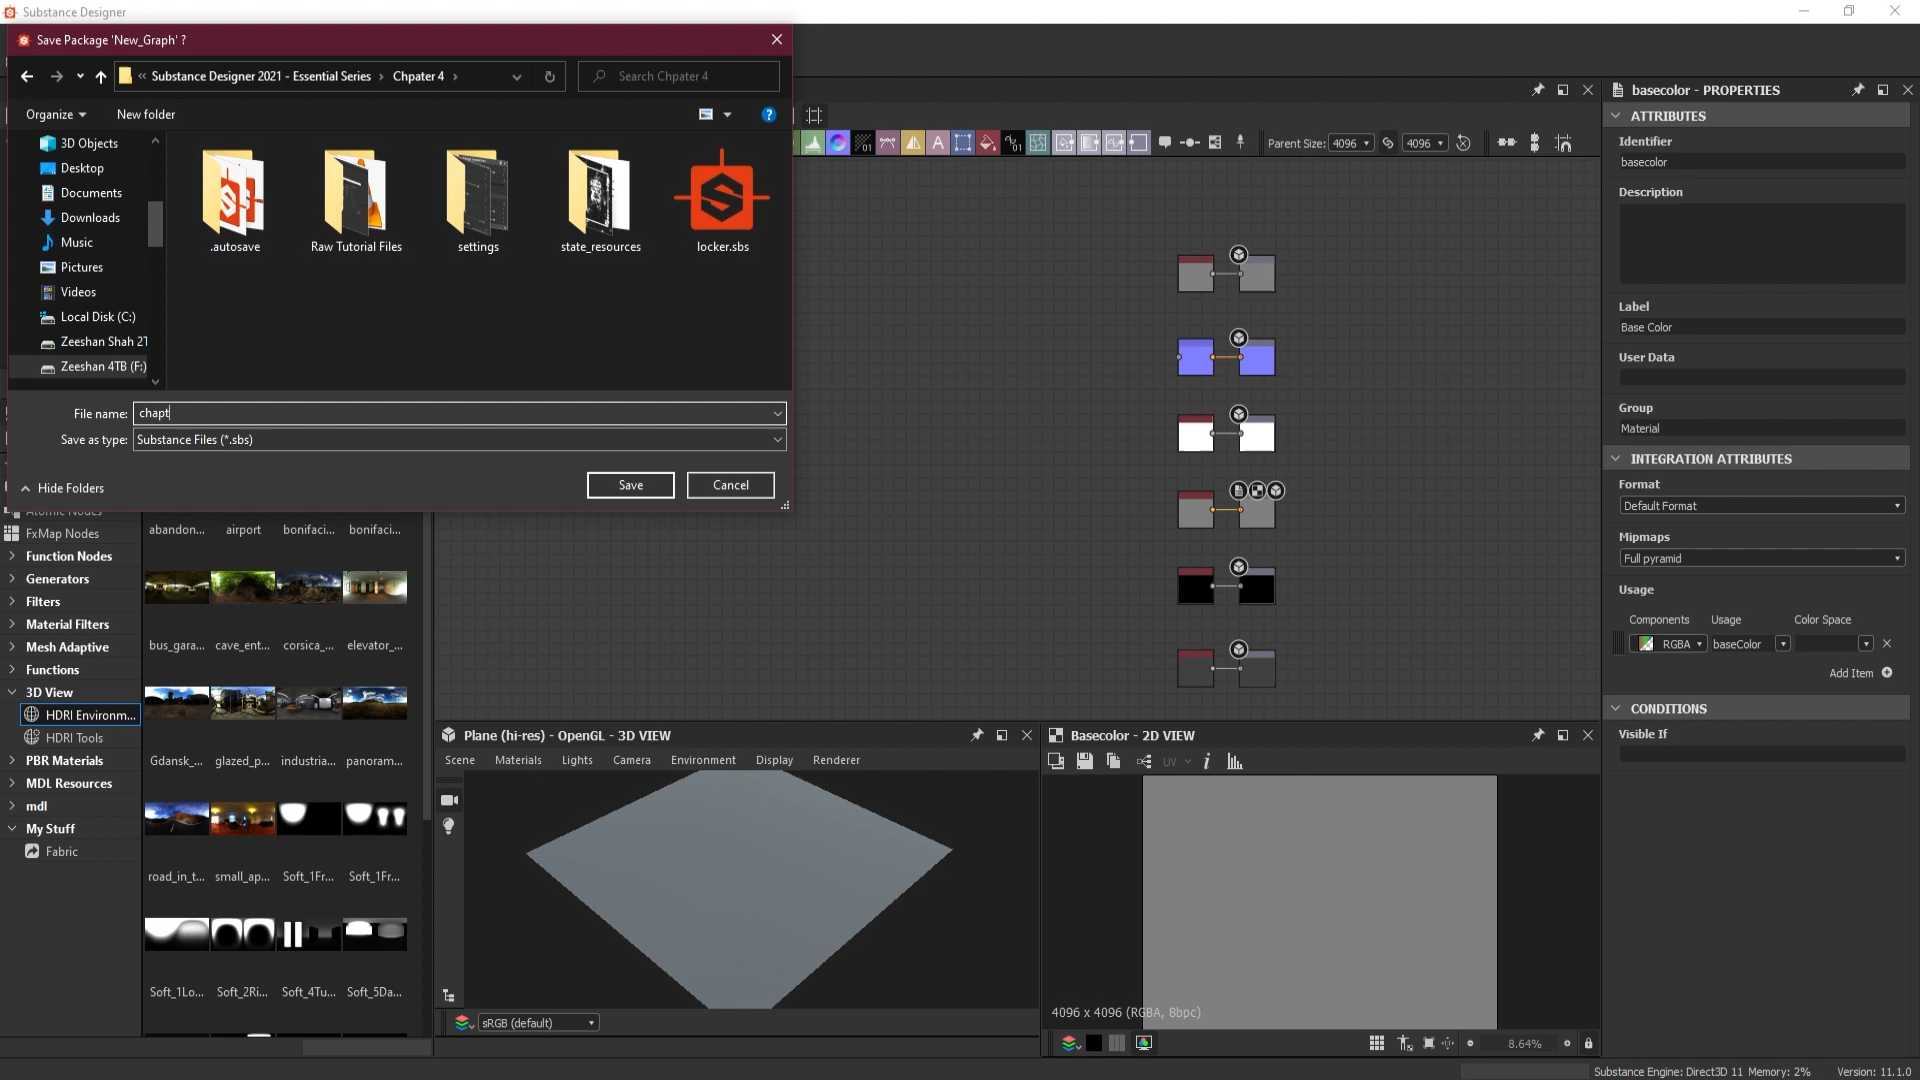 Substance Designer
Save Package 'New_Graph' ?
« Substance Designer 2021 - Essential Series › Chpater 4 ›
Search Chpater 4
Organize
New folder
3D Objects
Desktop
Documents
Downloads
Music
Pictures
Videos
Local Disk (C:)
Zeeshan Shah 2T
Zeeshan 4TB (F:)
.autosave
Raw Tutorial Files
settings
state_resources
locker.sbs
File name: chapt
Save as type: Substance Files (*.sbs)
Hide Folders
Save
Cancel
Parent Size: 4096
4096
FxMap Nodes
Function Nodes
Generators
Filters
Material Filters
Mesh Adaptive
Functions
3D View
HDRI Environm...
HDRI Tools
PBR Materials
MDL Resources
mdl
My Stuff
Fabric
abandon... airport bonifaci... bonifaci...
bus_gara... cave_ent... corsica_... elevator_...
Gdansk_... glazed_p... industria... panoram...
road_in_t... small_ap... Soft_1Fr... Soft_1Fr...
Soft_1Lo... Soft_2Ri... Soft_4Tu... Soft_5Da...
Plane (hi-res) - OpenGL - 3D VIEW
Scene Materials Lights Camera Environment Display Renderer
sRGB (default)
Basecolor - 2D VIEW
UV
4096 x 4096 (RGBA, 8bpc)
8.64%
basecolor - PROPERTIES
ATTRIBUTES
Identifier
basecolor
Description
Label
Base Color
User Data
Group
Material
INTEGRATION ATTRIBUTES
Format
Default Format
Mipmaps
Full pyramid
Usage
Components Usage Color Space
RGBA baseColor
Add Item
CONDITIONS
Visible If
Substance Engine: Direct3D 11 Memory: 2% Version: 11.1.0